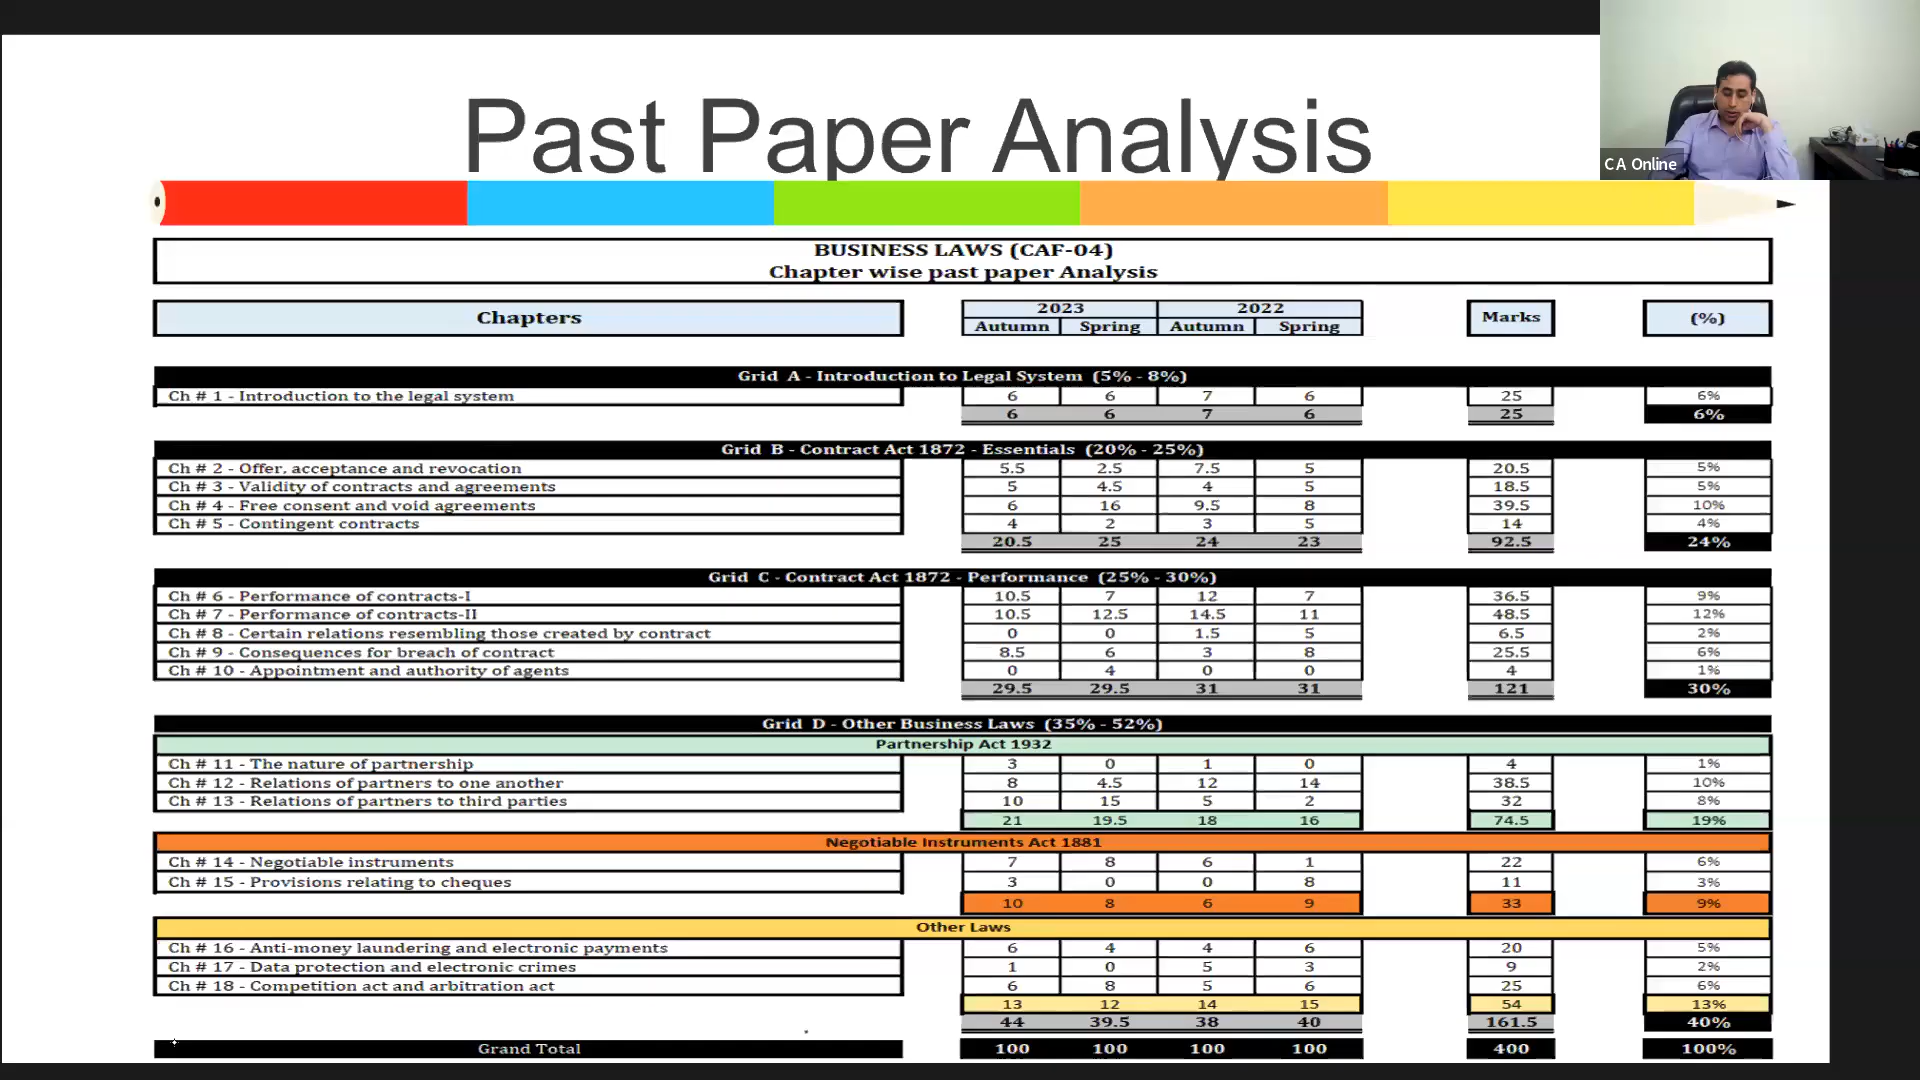 Past Paper Analysis
CA Online
BUSINESS LAWS (CAF-04)
Chapter wise past paper Analysis
Chapters 2023 2022 Marks (%)
Autumn Spring Autumn Spring
Grid A - Introduction to Legal System (5% - 8%)
Ch # 1 - Introduction to the legal system 6 6 7 6 25 6%
6 6 7 6 25 6%
Grid B - Contract Act 1872 - Essentials (20% - 25%)
Ch # 2 - Offer, acceptance and revocation 5.5 2.5 7.5 5 20.5 5%
Ch # 3 - Validity of contracts and agreements 5 4.5 4 5 18.5 5%
Ch # 4 - Free consent and void agreements 6 16 9.5 8 39.5 10%
Ch # 5 - Contingent contracts 4 2 3 5 14 4%
20.5 25 24 23 92.5 24%
Grid C - Contract Act 1872 - Performance (25% - 30%)
Ch # 6 - Performance of contracts-I 10.5 7 12 7 36.5 9%
Ch # 7 - Performance of contracts-II 10.5 12.5 14.5 11 48.5 12%
Ch # 8 - Certain relations resembling those created by contract 0 0 1.5 5 6.5 2%
Ch # 9 - Consequences for breach of contract 8.5 6 3 8 25.5 6%
Ch # 10 - Appointment and authority of agents 0 4 0 0 4 1%
29.5 29.5 31 31 121 30%
Grid D - Other Business Laws (35% - 52%)
Partnership Act 1932
Ch # 11 - The nature of partnership 3 0 1 0 4 1%
Ch # 12 - Relations of partners to one another 8 4.5 12 14 38.5 10%
Ch # 13 - Relations of partners to third parties 10 15 5 2 32 8%
21 19.5 18 16 74.5 19%
Negotiable Instruments Act 1881
Ch # 14 - Negotiable instruments 7 8 6 1 22 6%
Ch # 15 - Provisions relating to cheques 3 0 0 8 11 3%
10 8 6 9 33 9%
Other Laws
Ch # 16 - Anti-money laundering and electronic payments 6 4 4 6 20 5%
Ch # 17 - Data protection and electronic crimes 1 0 5 3 9 2%
Ch # 18 - Competition act and arbitration act 6 8 5 6 25 6%
13 12 14 15 54 13%
44 39.5 38 40 161.5 40%
Grand Total 100 100 100 100 400 100%